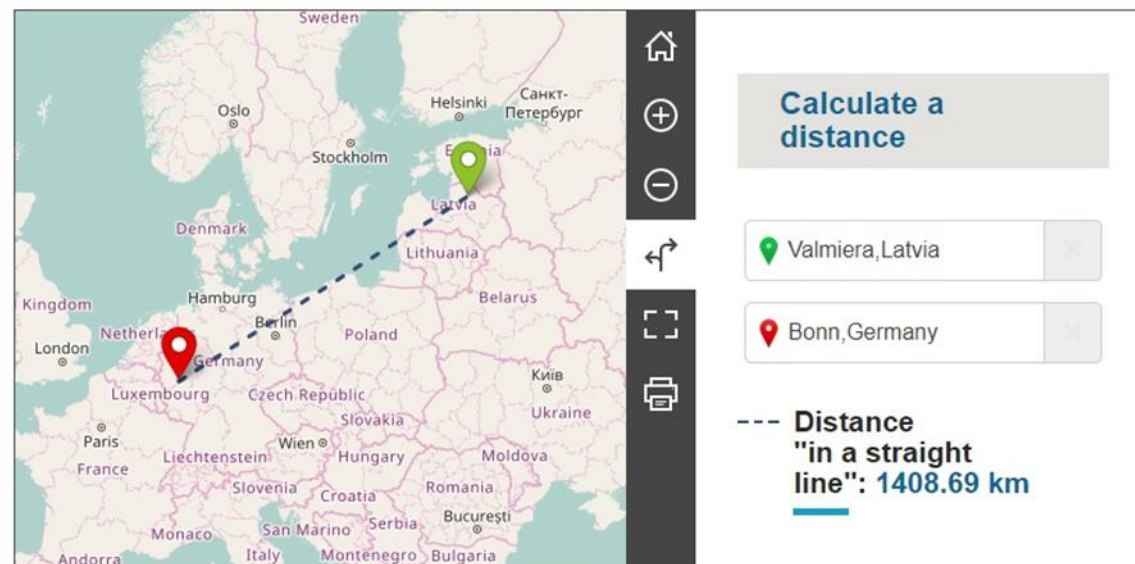 Sweden
Oslo
Helsinki
Санкт-
Петербург
Stockholm
Latvia
Denmark
Lithuania
Kingdom
Hamburg
Belarus
London
Berlin
Poland
Germany
Київ
Luxembourg
Czech Republic
Ukraine
Slovakia
Paris
Wien
Moldova
France
Liechtenstein
Hungary
Slovenia
Croatia
Romania
București
Monaco
San Marino
Serbia
Andorra
Italy
Montenegro
Bulgaria
Calculate a
distance
Valmiera,Latvia
Bonn,Germany
Distance
"in a straight
line": 1408.69 km